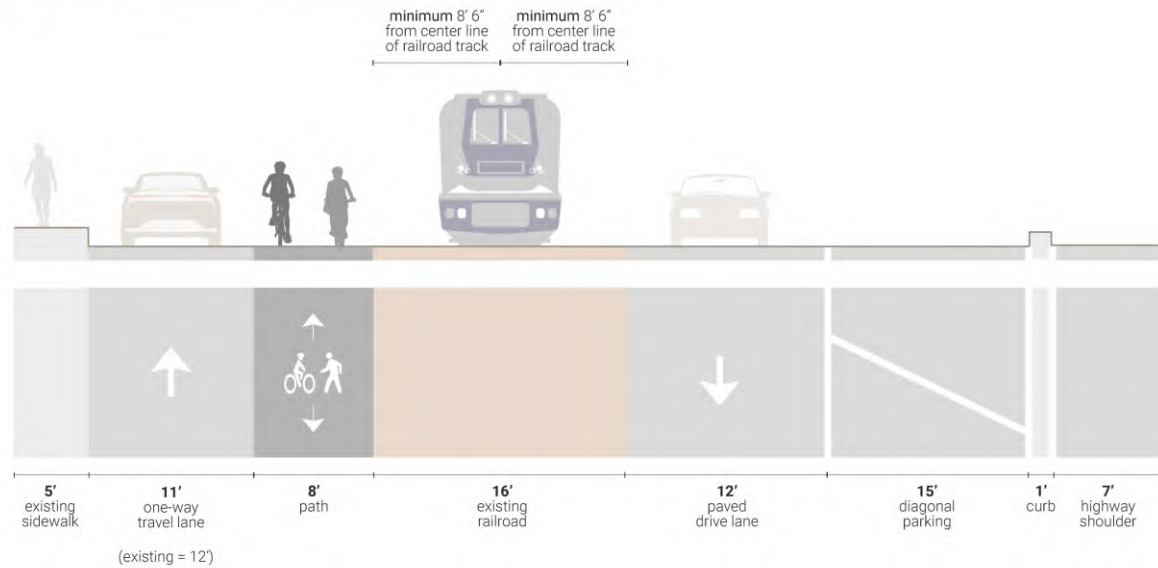 minimum 8' 6"
from center line
of railroad track
minimum 8' 6"
from center line
of railroad track
5'
existing
sidewalk
11'
one-way
travel lane
(existing = 12')
8'
path
16'
existing
railroad
12'
paved
drive lane
15'
diagonal
parking
1'
curb
7'
highway
shoulder